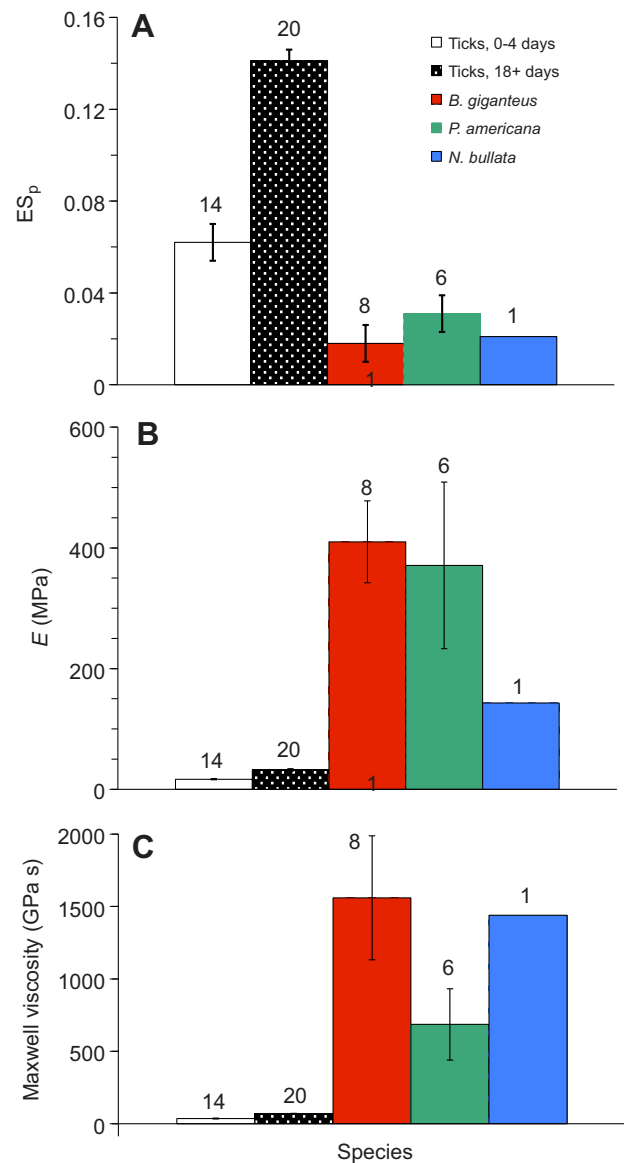 A
0.16
0.12
0.08
0.04
0
ES_p
20
14
8
6
1
1
Ticks, 0-4 days
Ticks, 18+ days
B. giganteus
P. americana
N. bullata
B
600
400
200
0
E (MPa)
14
20
8
6
1
1
C
2000
1500
1000
500
0
Maxwell viscosity (GPa s)
14
20
8
6
1
Species